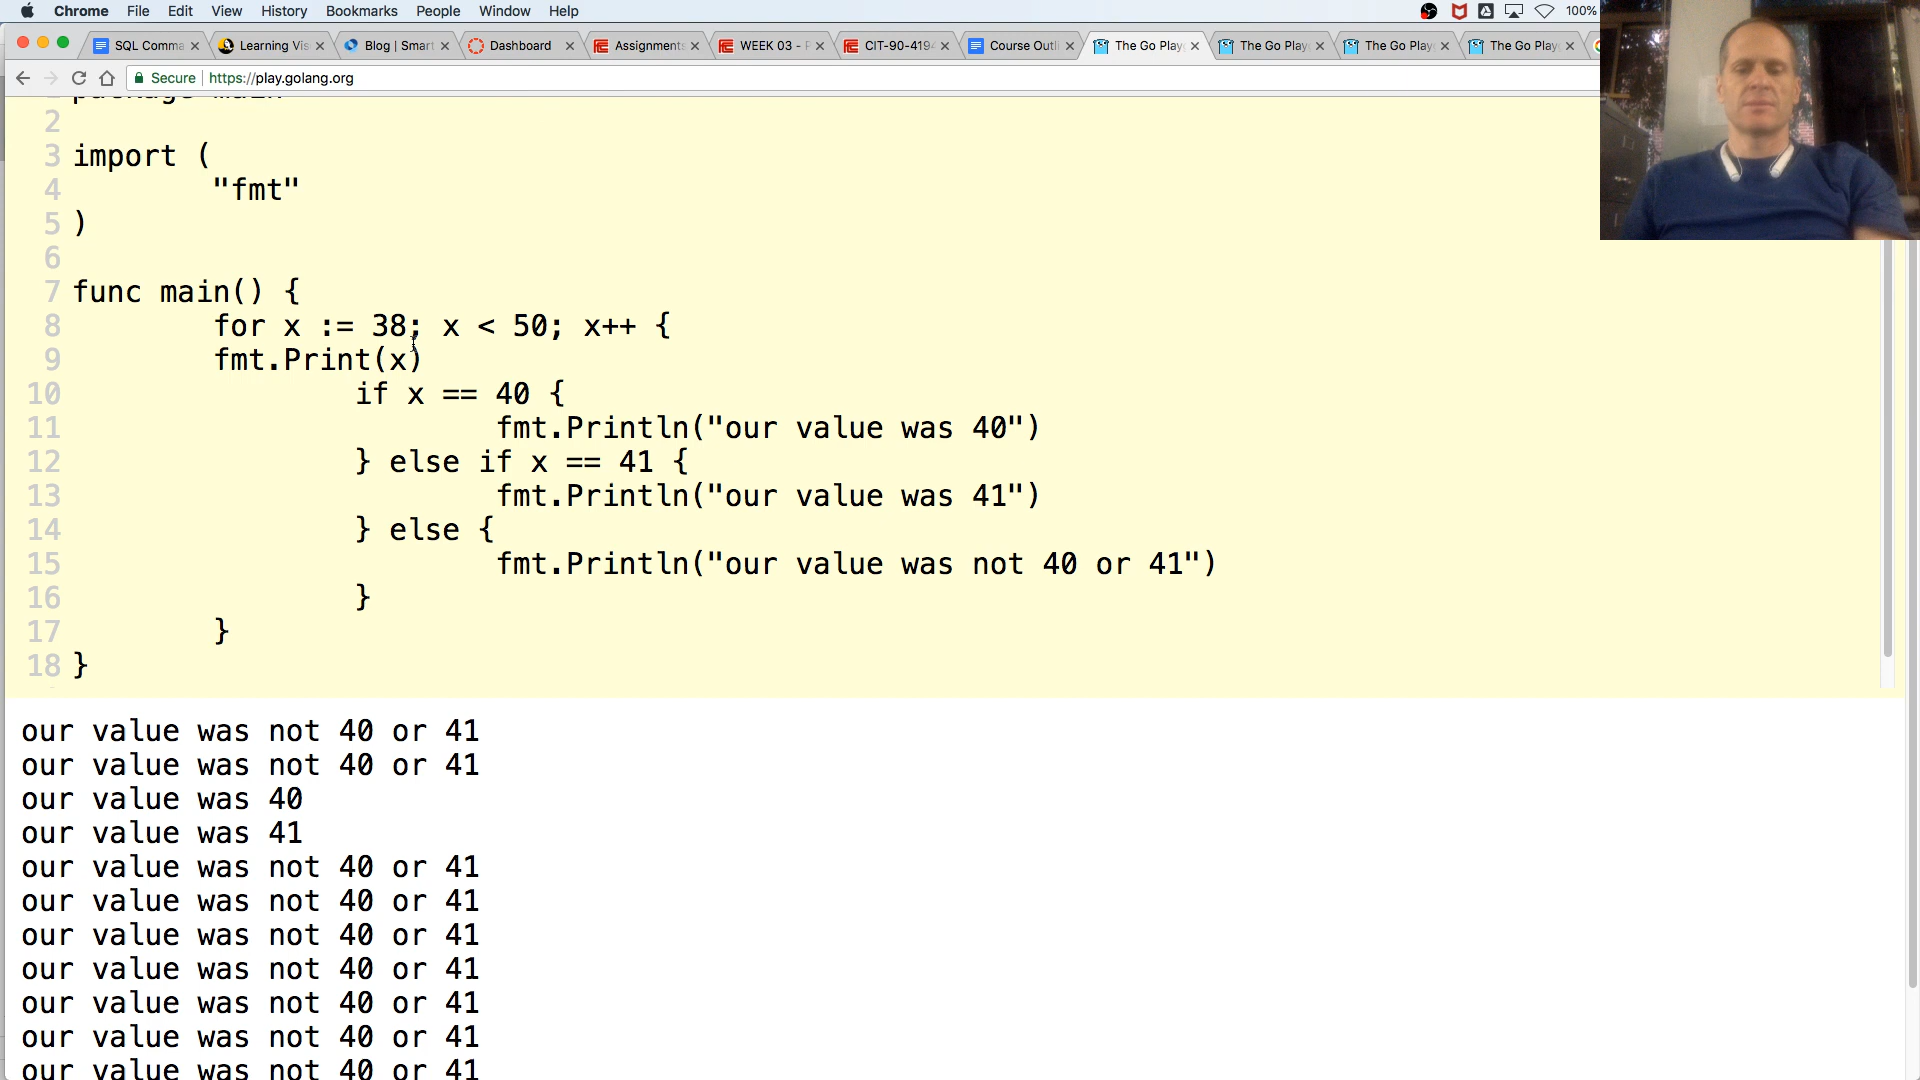 Chrome File Edit View History Bookmarks People Window Help 100%
SQL Comma Learning Vis Blog | Smar Dashboard Assignments WEEK 03 - P CIT-90-419 Course Outli The Go Play The Go Play The Go Play The Go Play
Secure https://play.golang.org
2
3 import (
4 "fmt"
5 )
6
7 func main() {
8 for x := 38; x < 50; x++ {
9 fmt.Print(x)
10 if x == 40 {
11 fmt.Println("our value was 40")
12 } else if x == 41 {
13 fmt.Println("our value was 41")
14 } else {
15 fmt.Println("our value was not 40 or 41")
16 }
17 }
18 }
our value was not 40 or 41
our value was not 40 or 41
our value was 40
our value was 41
our value was not 40 or 41
our value was not 40 or 41
our value was not 40 or 41
our value was not 40 or 41
our value was not 40 or 41
our value was not 40 or 41
our value was not 40 or 41